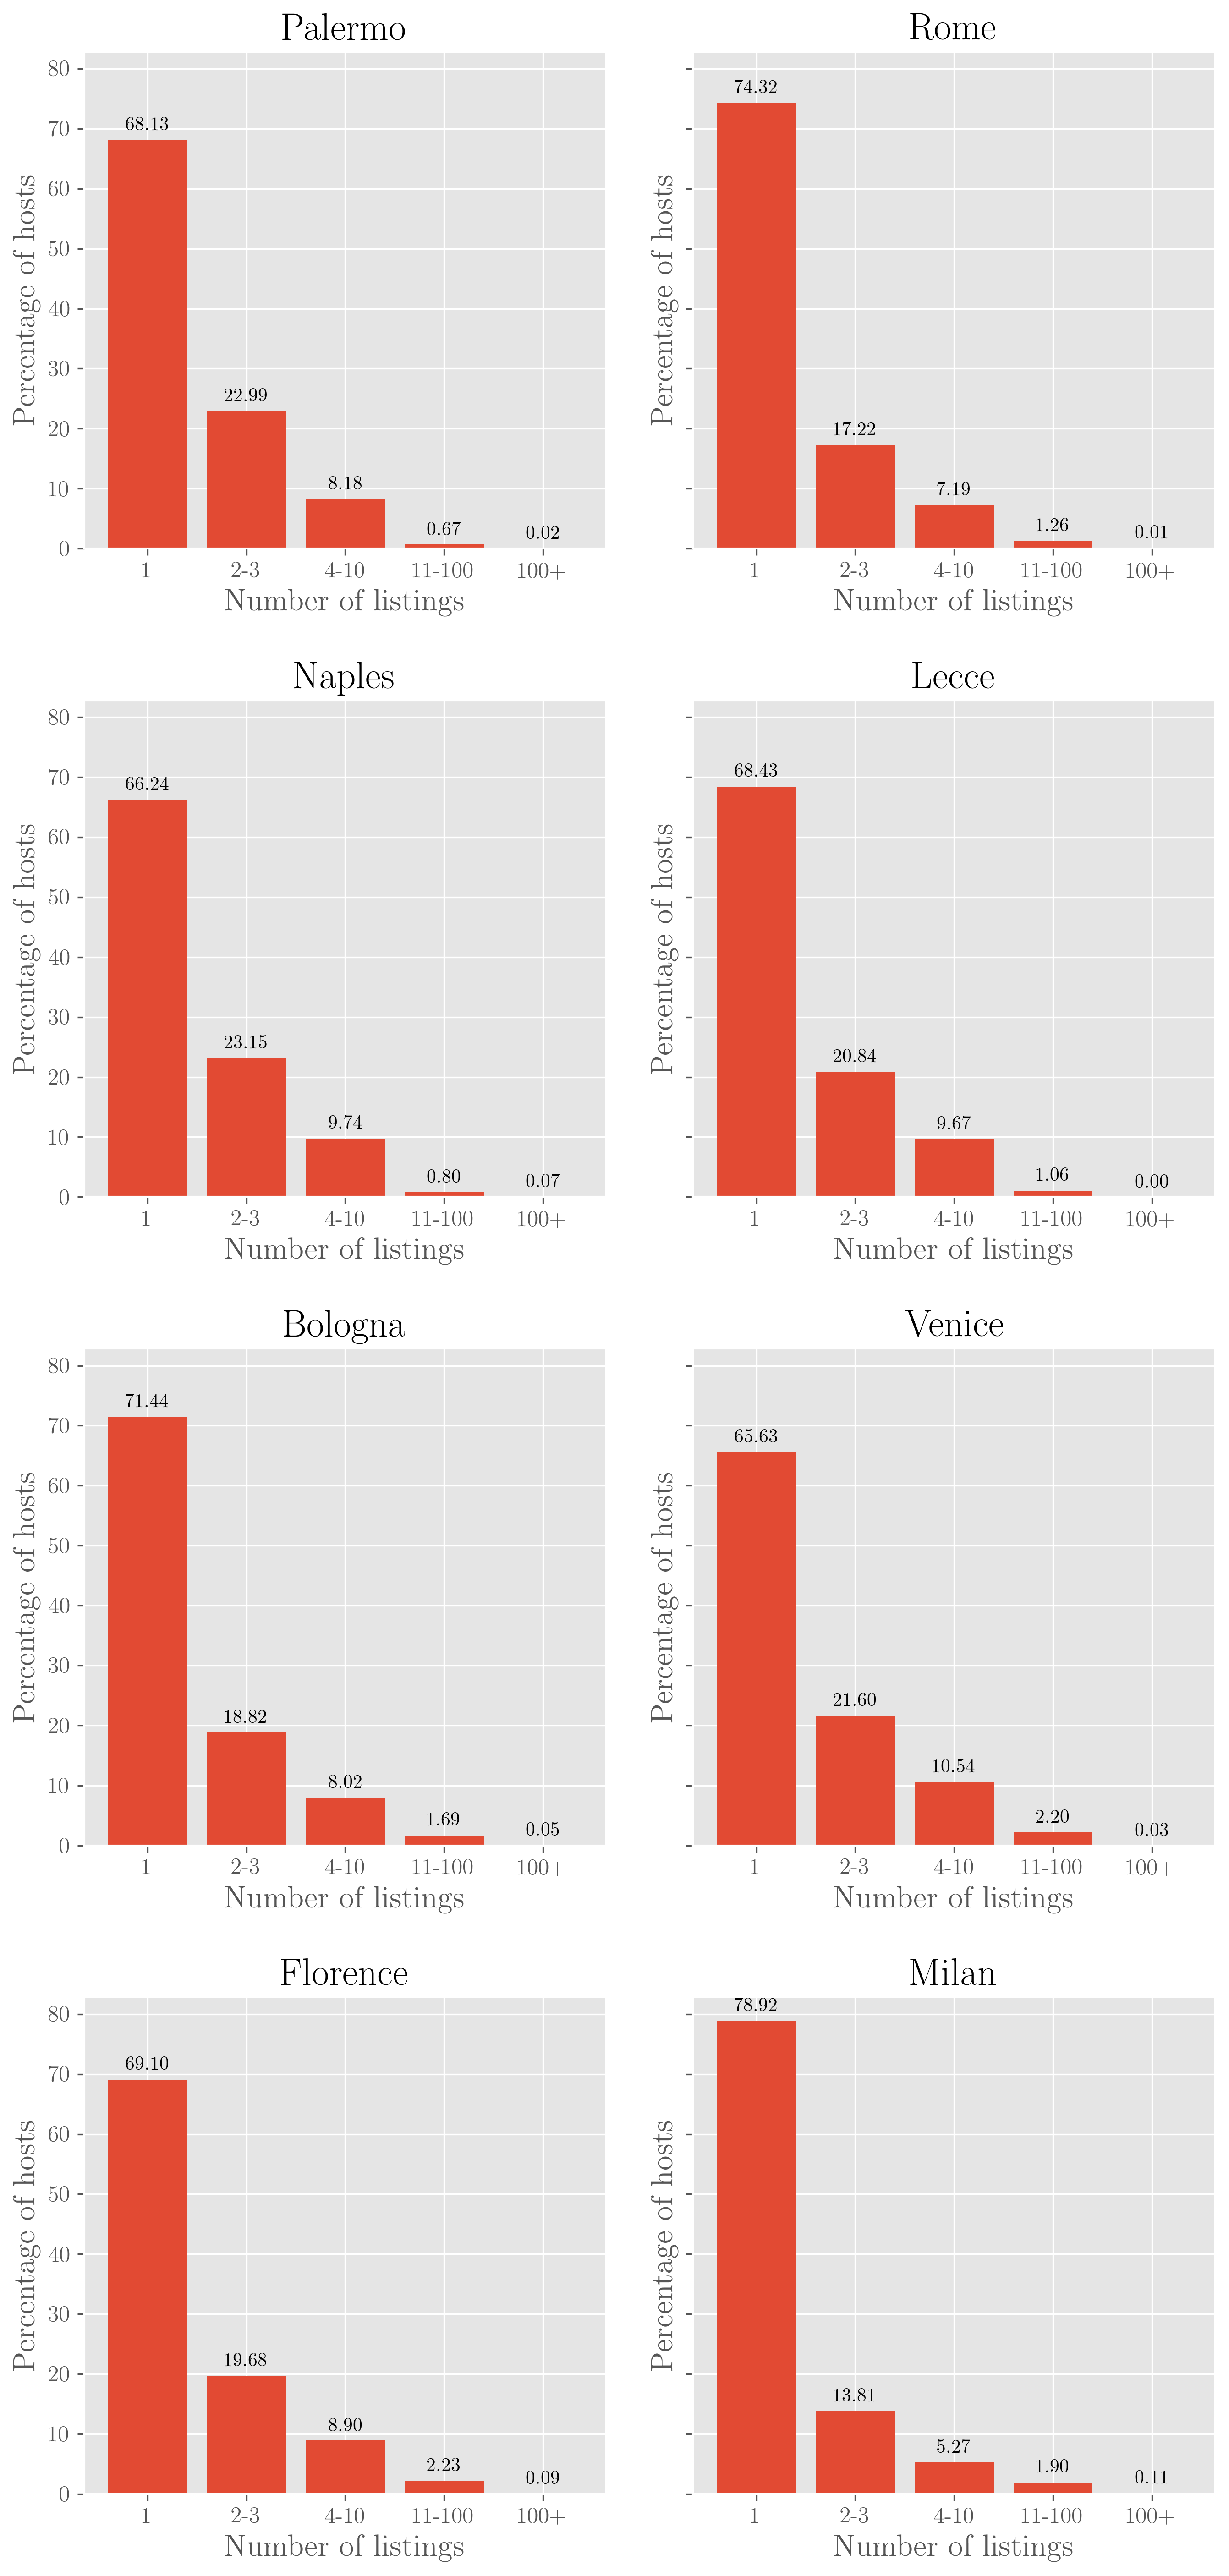 Palermo
Percentage of hosts
80
70
60
50
40
30
20
10
0
68.13
22.99
8.18
0.67
0.02
1 2-3 4-10 11-100 100+
Number of listings
Rome
Percentage of hosts
74.32
17.22
7.19
1.26
0.01
1 2-3 4-10 11-100 100+
Number of listings
Naples
Percentage of hosts
80
70
60
50
40
30
20
10
0
66.24
23.15
9.74
0.80
0.07
1 2-3 4-10 11-100 100+
Number of listings
Lecce
Percentage of hosts
68.43
20.84
9.67
1.06
0.00
1 2-3 4-10 11-100 100+
Number of listings
Bologna
Percentage of hosts
80
70
60
50
40
30
20
10
0
71.44
18.82
8.02
1.69
0.05
1 2-3 4-10 11-100 100+
Number of listings
Venice
Percentage of hosts
65.63
21.60
10.54
2.20
0.03
1 2-3 4-10 11-100 100+
Number of listings
Florence
Percentage of hosts
80
70
60
50
40
30
20
10
0
69.10
19.68
8.90
2.23
0.09
1 2-3 4-10 11-100 100+
Number of listings
Milan
Percentage of hosts
78.92
13.81
5.27
1.90
0.11
1 2-3 4-10 11-100 100+
Number of listings